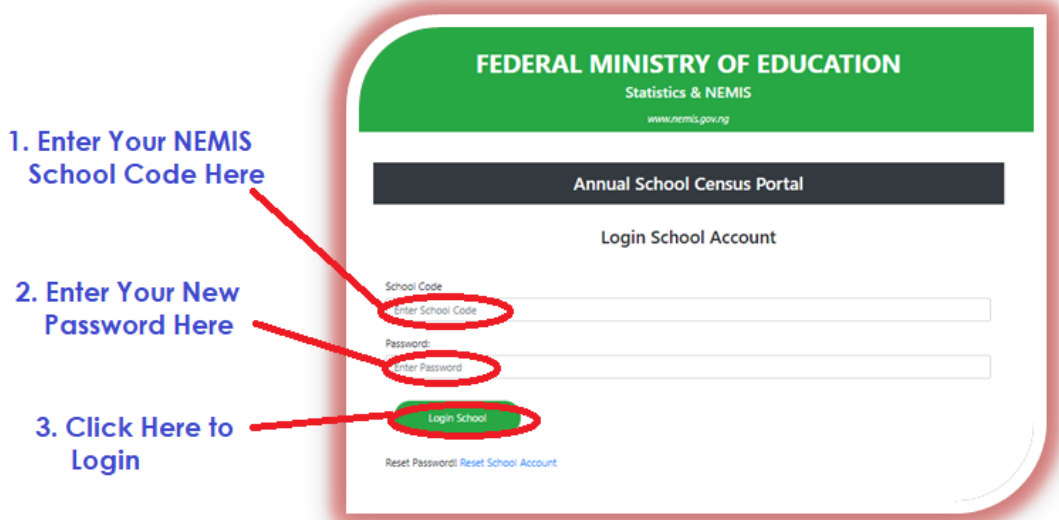 FEDERAL MINISTRY OF EDUCATION
Statistics & NEMIS
www.nemis.gov.ng
Annual School Census Portal
Login School Account
1. Enter Your NEMIS
School Code Here
School Code
Enter School Code
2. Enter Your New
Password Here
Password:
Enter Password
3. Click Here to
Login
Login School
Reset Password! Reset School Account